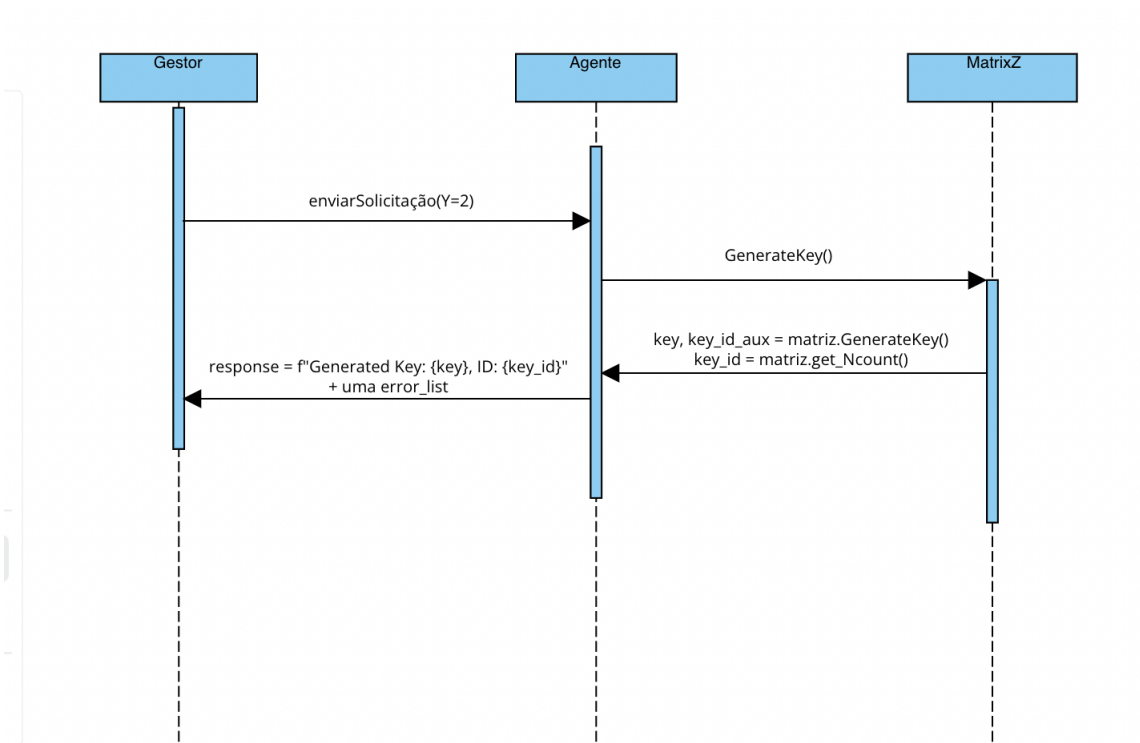 Gestor
Agente
MatrixZ
enviarSolicitação(Y=2)
GenerateKey()
key, key_id_aux = matriz.GenerateKey()
key_id = matriz.get_Ncount()
response = f"Generated Key: {key}, ID: {key_id}"
+ uma error_list